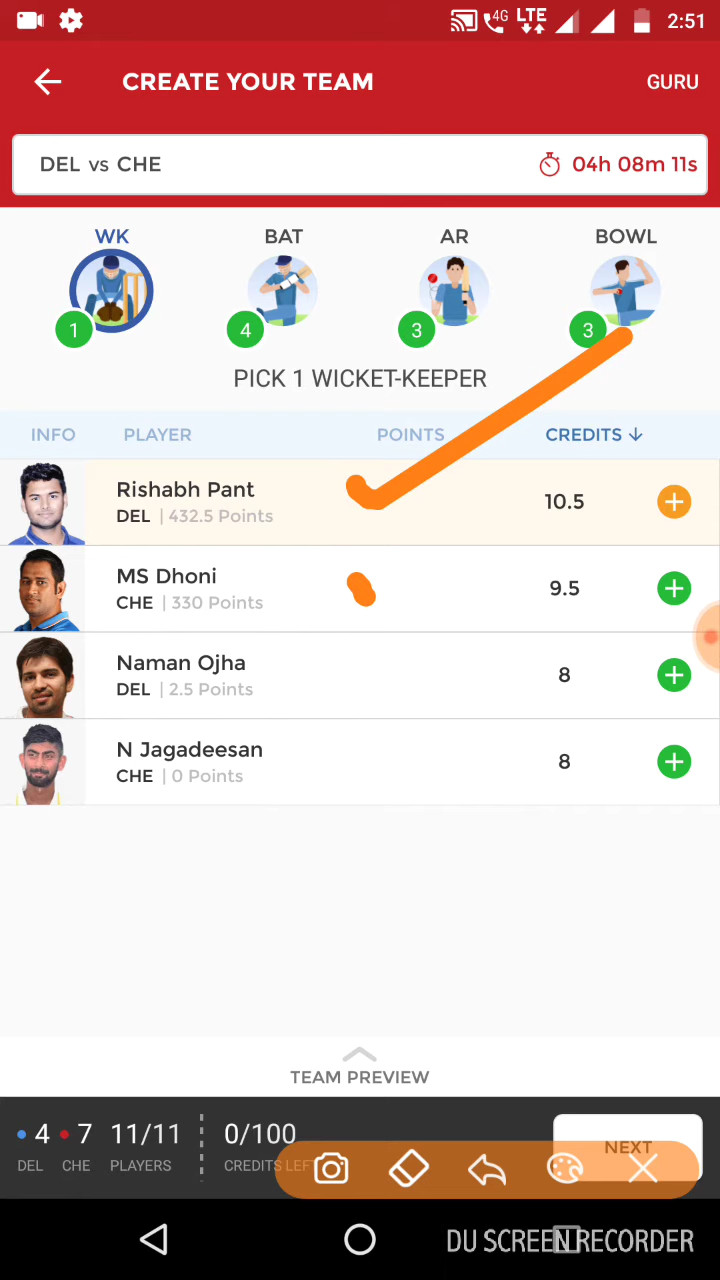 4G LTE 2:51
CREATE YOUR TEAM GURU
DEL vs CHE 04h 08m 11s
WK BAT AR BOWL
1 4 3 3
PICK 1 WICKET-KEEPER
INFO PLAYER POINTS CREDITS
Rishabh Pant
DEL | 432.5 Points 10.5
MS Dhoni
CHE | 330 Points 9.5
Naman Ojha
DEL | 2.5 Points 8
N Jagadeesan
CHE | 0 Points 8
TEAM PREVIEW
4 7 11/11 0/100 NEXT
DEL CHE PLAYERS CREDITS LEFT
DU SCREEN RECORDER